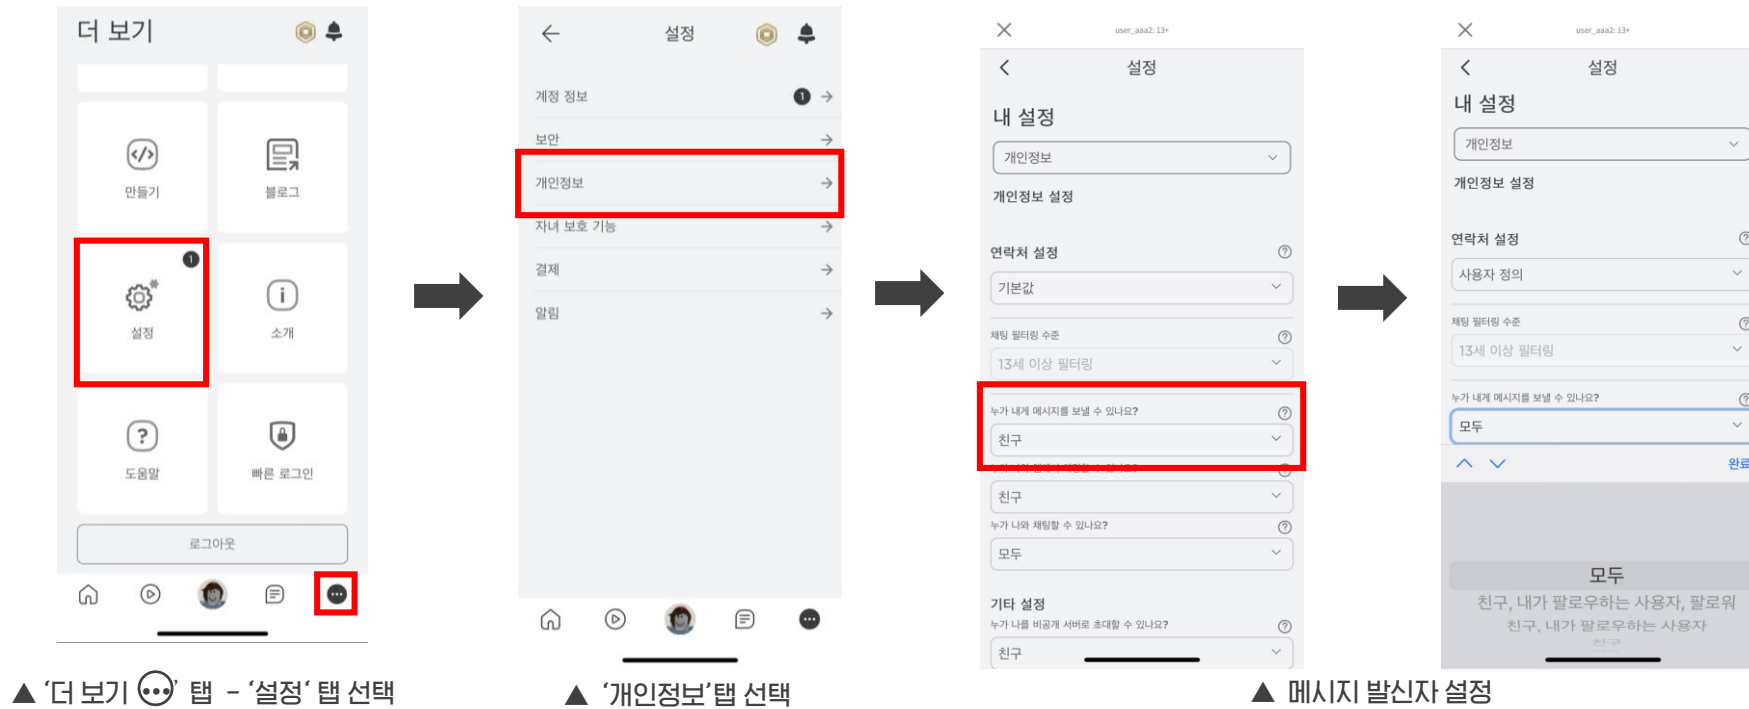 더 보기
만들기
블로그
1
설정
소개
도움말
빠른 로그인
로그아웃
▲ ‘더 보기 ’ 탭 - ‘설정‘ 탭 선택
설정
계정 정보 1
보안
개인정보
자녀 보호 기능
결제
알림
▲ ‘개인정보’탭 선택
user_aaa2: 13+
설정
내 설정
개인정보
개인정보 설정
연락처 설정
기본값
채팅 필터링 수준
13세 이상 필터링
누가 내게 메시지를 보낼 수 있나요?
친구
친구
누가 나와 채팅할 수 있나요?
모두
기타 설정
누가 나를 비공개 서버로 초대할 수 있나요?
친구
user_aaa2: 13+
설정
내 설정
개인정보
개인정보 설정
연락처 설정
사용자 정의
채팅 필터링 수준
13세 이상 필터링
누가 내게 메시지를 보낼 수 있나요?
모두
완료
모두
친구, 내가 팔로우하는 사용자, 팔로워
친구, 내가 팔로우하는 사용자
친구
▲ 메시지 발신자 설정